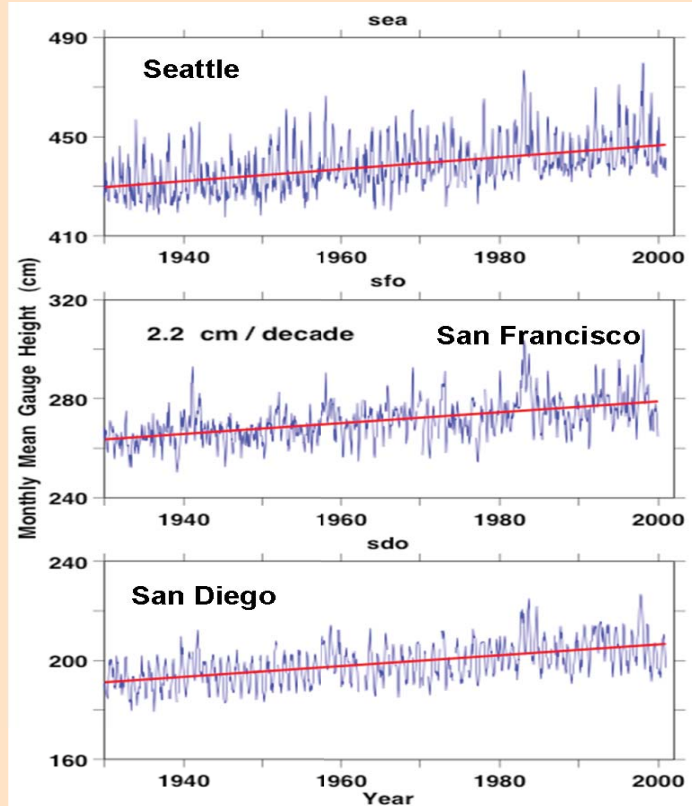 sea
490
Seattle
450
410
1940 1960 1980 2000
sfo
320
2.2 cm / decade San Francisco
280
240
1940 1960 1980 2000
sdo
240
San Diego
200
160
1940 1960 1980 2000
Year
Monthly Mean Gauge Height (cm)